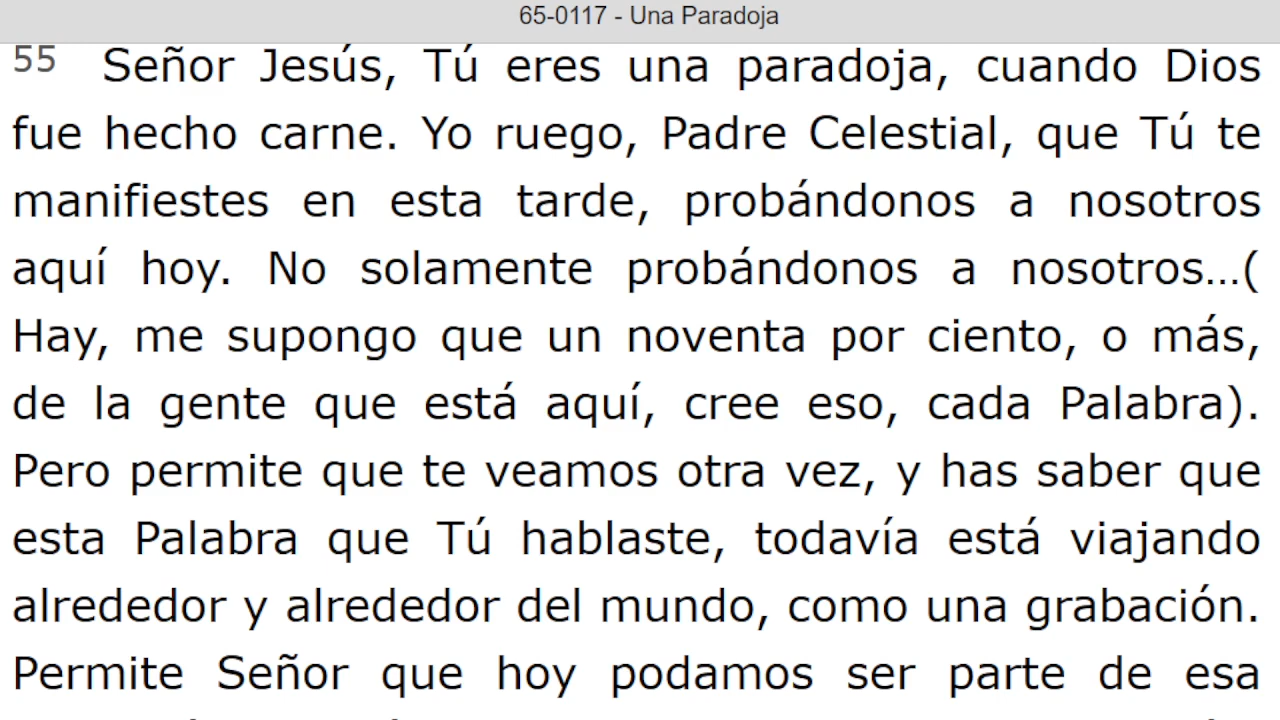 65-0117 - Una Paradoja
55 Señor Jesús, Tú eres una paradoja, cuando Dios
fue hecho carne. Yo ruego, Padre Celestial, que Tú te
manifiestes en esta tarde, probándonos a nosotros
aquí hoy. No solamente probándonos a nosotros...(
Hay, me supongo que un noventa por ciento, o más,
de la gente que está aquí, cree eso, cada Palabra).
Pero permite que te veamos otra vez, y has saber que
esta Palabra que Tú hablaste, todavía está viajando
alrededor y alrededor del mundo, como una grabación.
Permite Señor que hoy podamos ser parte de esa